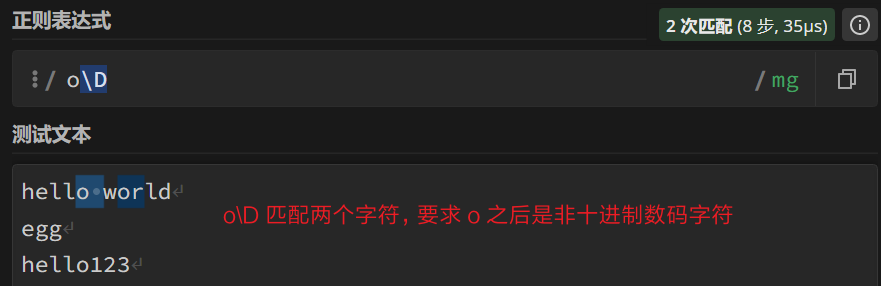 正则表达式
2 次匹配 (8 步, 35μs)
/ o\D / mg
测试文本
hello·world↵
egg↵
hello123↵
o\D 匹配两个字符, 要求 o 之后是非十进制数码字符